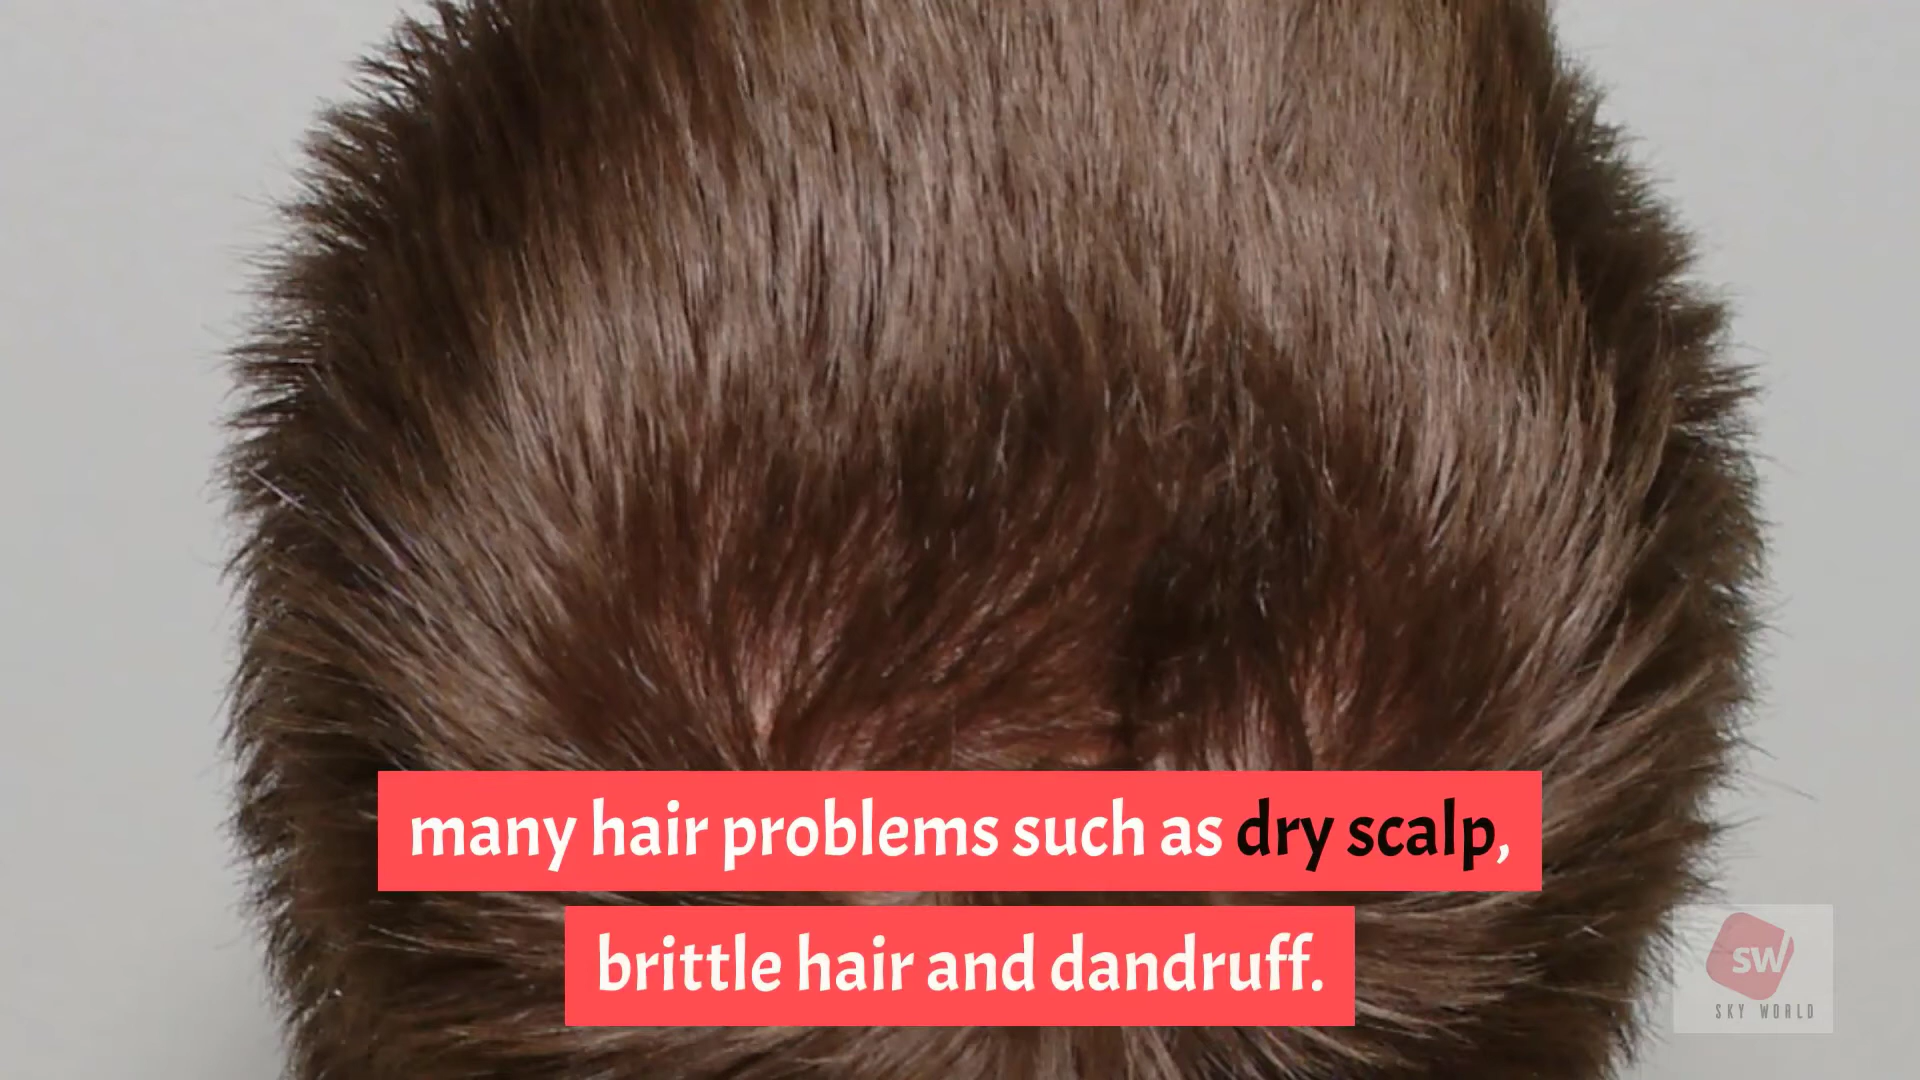 many hair problems such as dry scalp,
brittle hair and dandruff.
SW
SKY WORLD